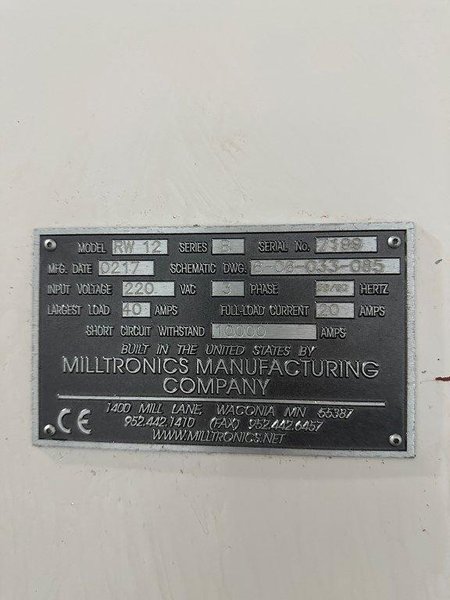 MODEL RW 12 SERIES B SERIAL No. 7199
MFG. DATE 0217 SCHEMATIC DWG. 6-06-033-085
INPUT VOLTAGE 220 VAC 3 PHASE HERTZ
LARGEST LOAD 40 AMPS FULL-LOAD CURRENT 20 AMPS
SHORT CIRCUIT WITHSTAND 10000 AMPS
BUILT IN THE UNITED STATES BY
MILLTRONICS MANUFACTURING
COMPANY
1400 MILL LANE, WACONIA MN 55387
CE 952.442.1410 (FAX) 952.442.6457
WWW.MILLTRONICS.NET